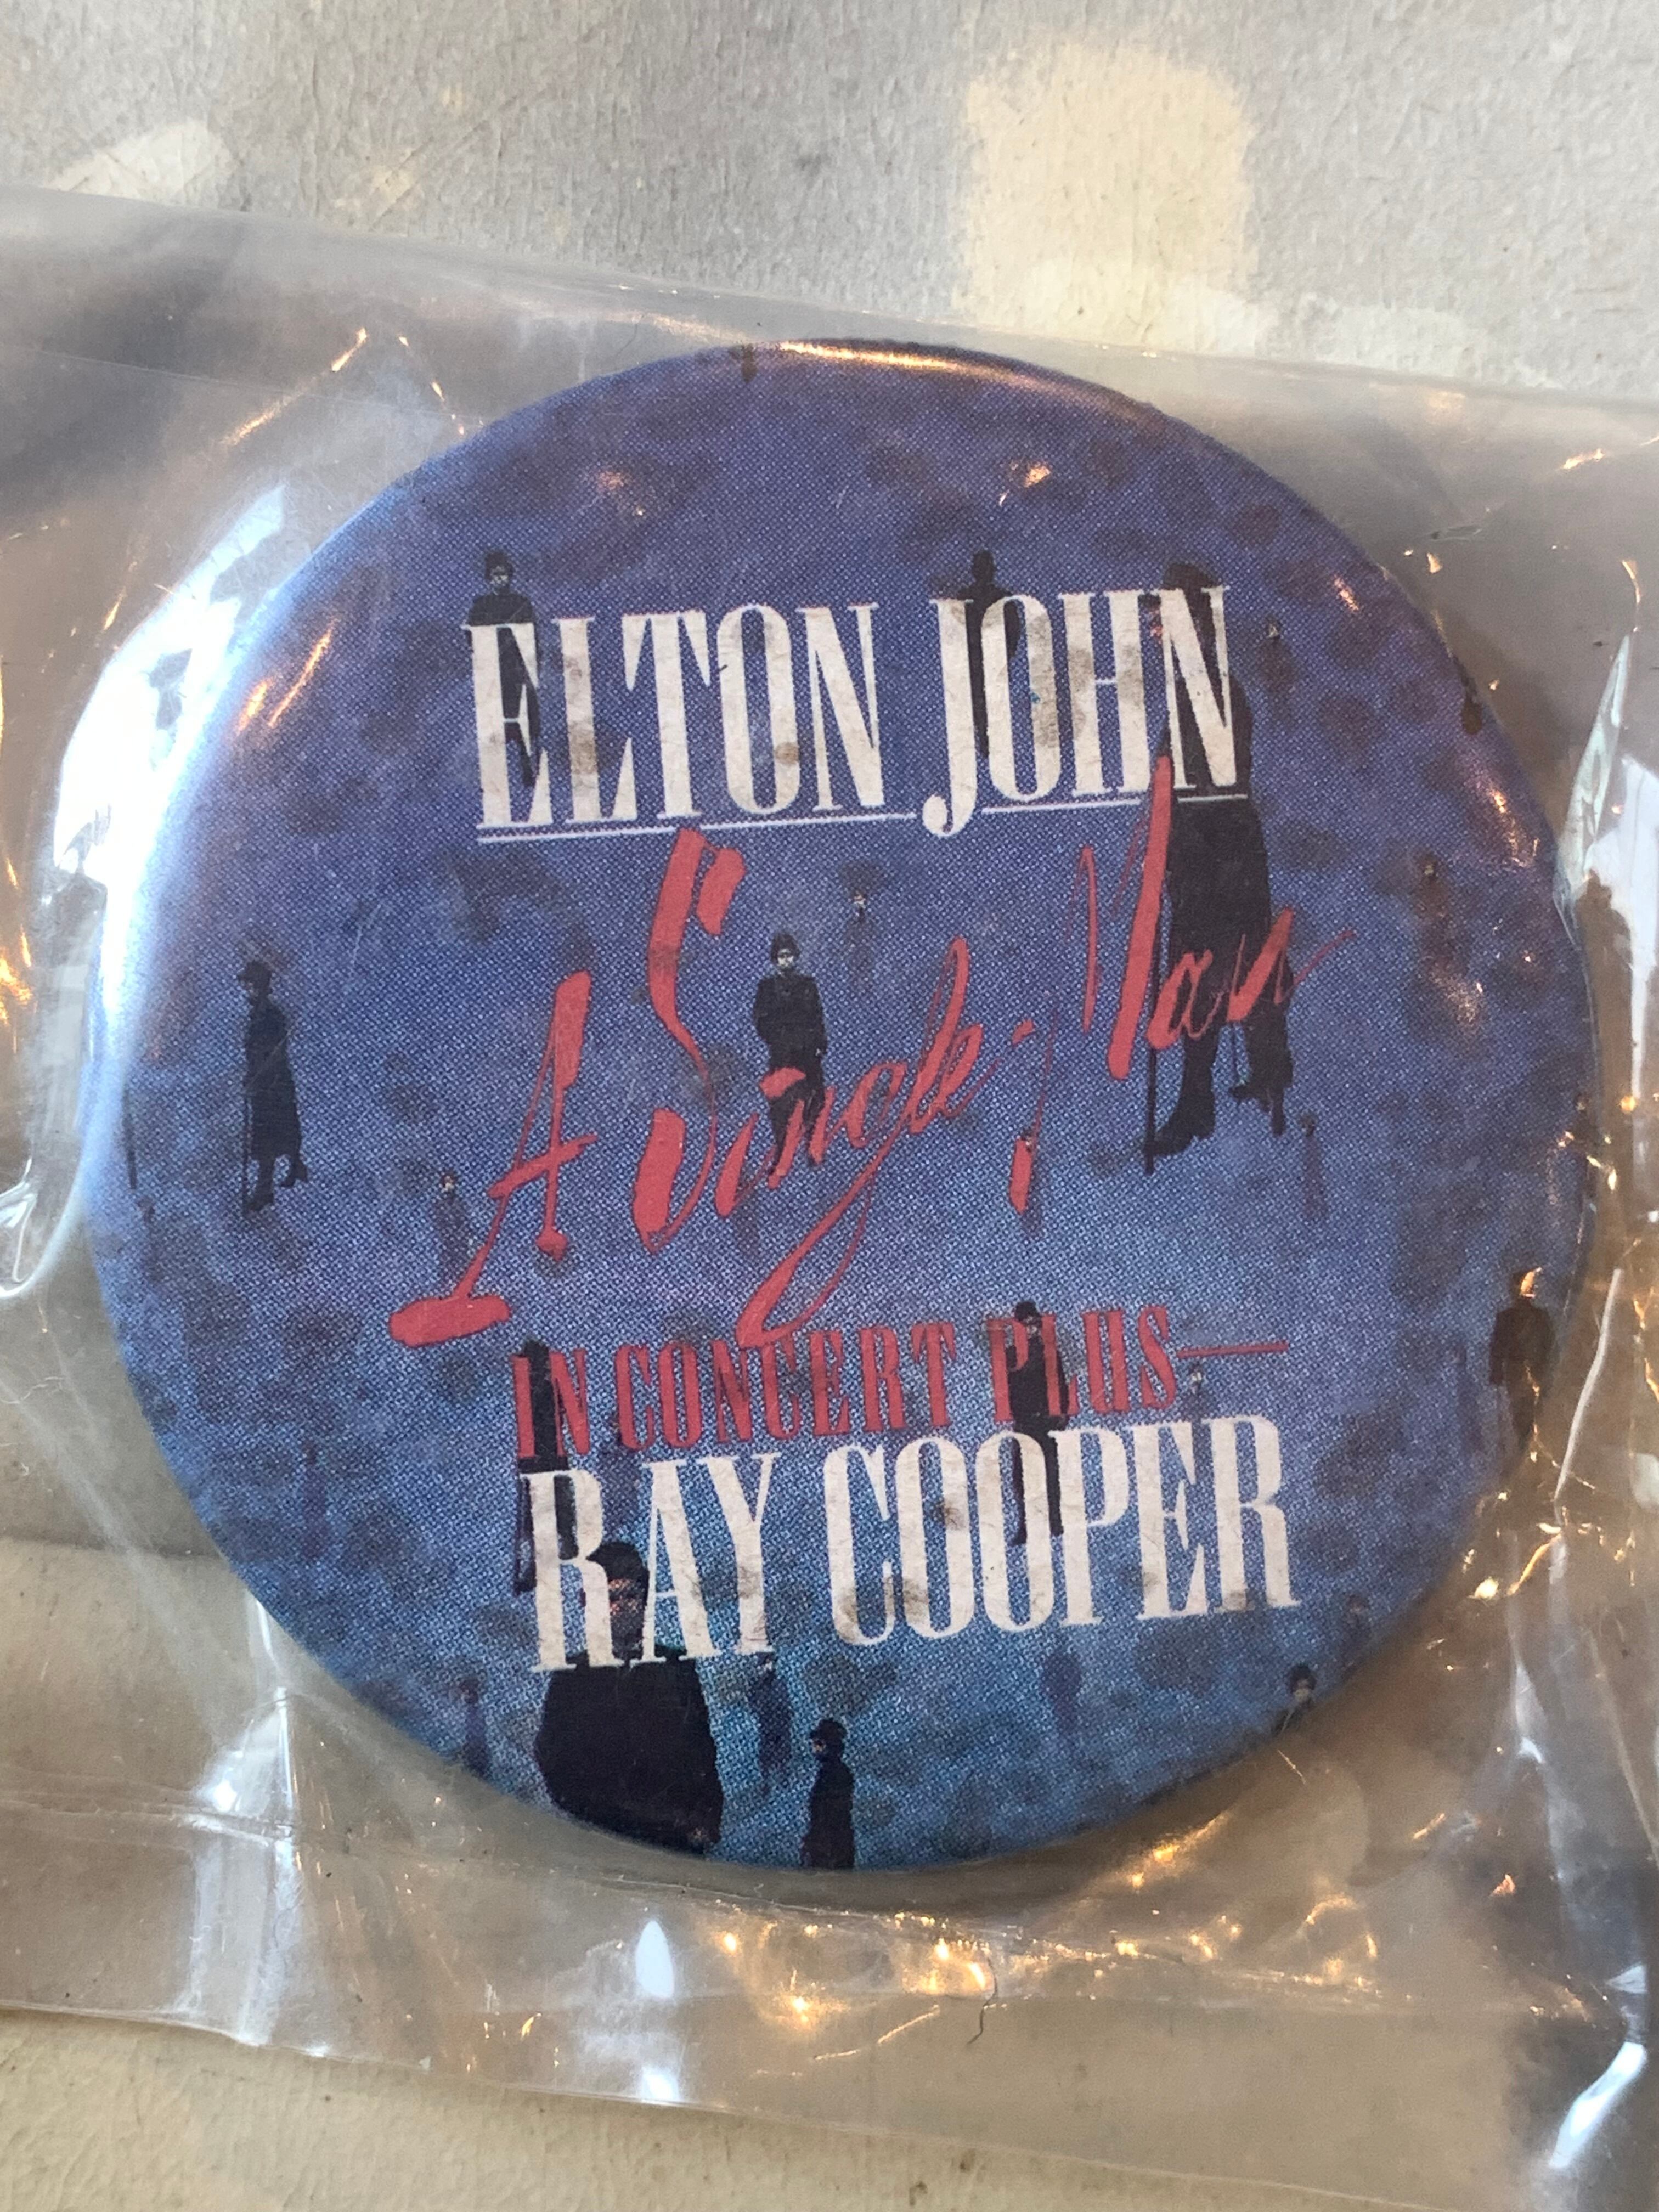 ELTON JOHN
A Single Man
IN CONCERT PLUS—
RAY COOPER